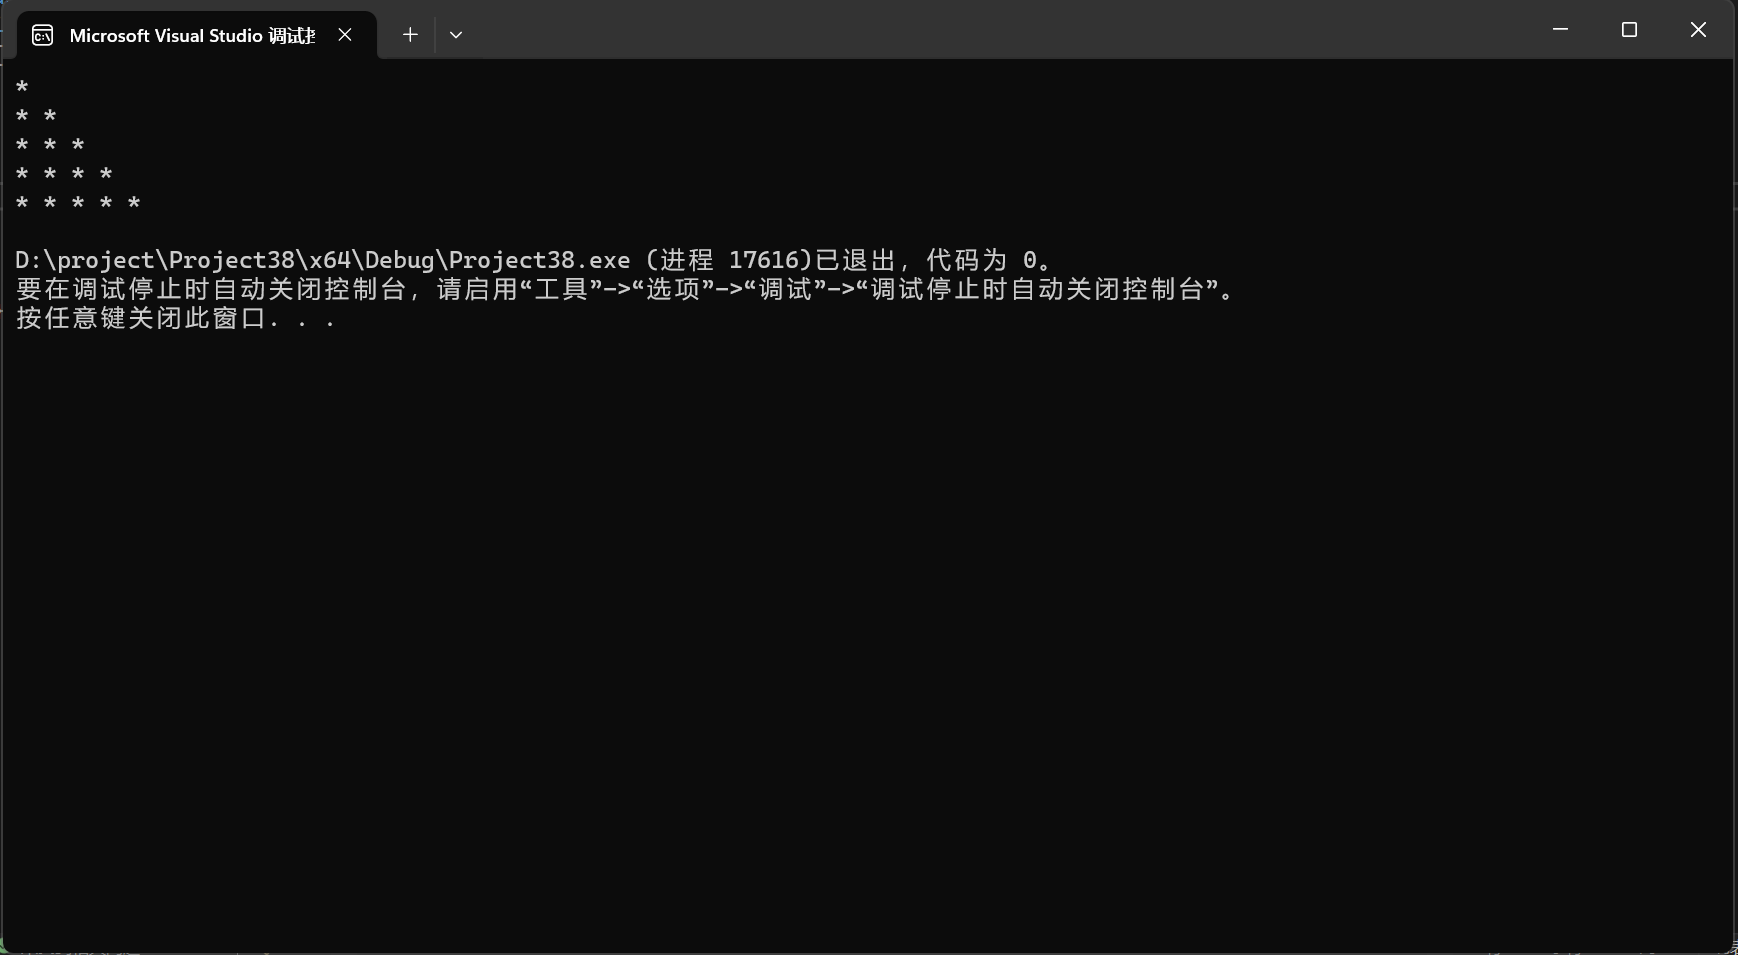 Microsoft Visual Studio 调试
*
* *
* * *
* * * *
* * * * *
D:\project\Project38\x64\Debug\Project38.exe (进程 17616)已退出，代码为 0。
要在调试停止时自动关闭控制台，请启用“工具”->“选项”->“调试”->“调试停止时自动关闭控制台”。
按任意键关闭此窗口. . .